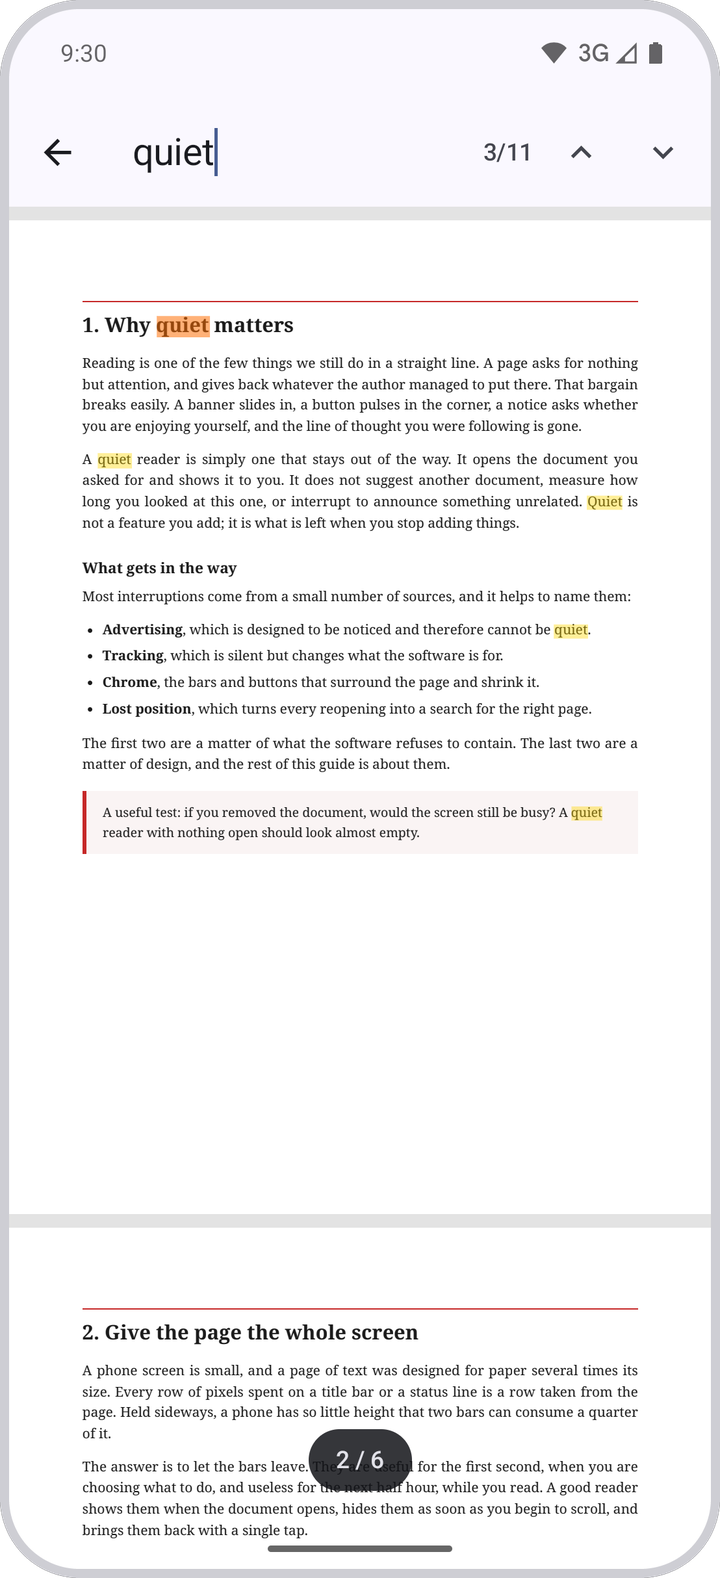 9:30
3G
quiet
3/11
1. Why quiet matters
Reading is one of the few things we still do in a straight line. A page asks for nothing
but attention, and gives back whatever the author managed to put there. That bargain
breaks easily. A banner slides in, a button pulses in the corner, a notice asks whether
you are enjoying yourself, and the line of thought you were following is gone.
A quiet reader is simply one that stays out of the way. It opens the document you
asked for and shows it to you. It does not suggest another document, measure how
long you looked at this one, or interrupt to announce something unrelated. Quiet is
not a feature you add; it is what is left when you stop adding things.
What gets in the way
Most interruptions come from a small number of sources, and it helps to name them:
• Advertising, which is designed to be noticed and therefore cannot be quiet.
• Tracking, which is silent but changes what the software is for.
• Chrome, the bars and buttons that surround the page and shrink it.
• Lost position, which turns every reopening into a search for the right page.
The first two are a matter of what the software refuses to contain. The last two are a
matter of design, and the rest of this guide is about them.
A useful test: if you removed the document, would the screen still be busy? A quiet
reader with nothing open should look almost empty.
2. Give the page the whole screen
A phone screen is small, and a page of text was designed for paper several times its
size. Every row of pixels spent on a title bar or a status line is a row taken from the
page. Held sideways, a phone has so little height that two bars can consume a quarter
of it.
The answer is to let the bars leave. They are useful for the first second, when you are
choosing what to do, and useless for the next half hour, while you read. A good reader
shows them when the document opens, hides them as soon as you begin to scroll, and
brings them back with a single tap.
2 / 6